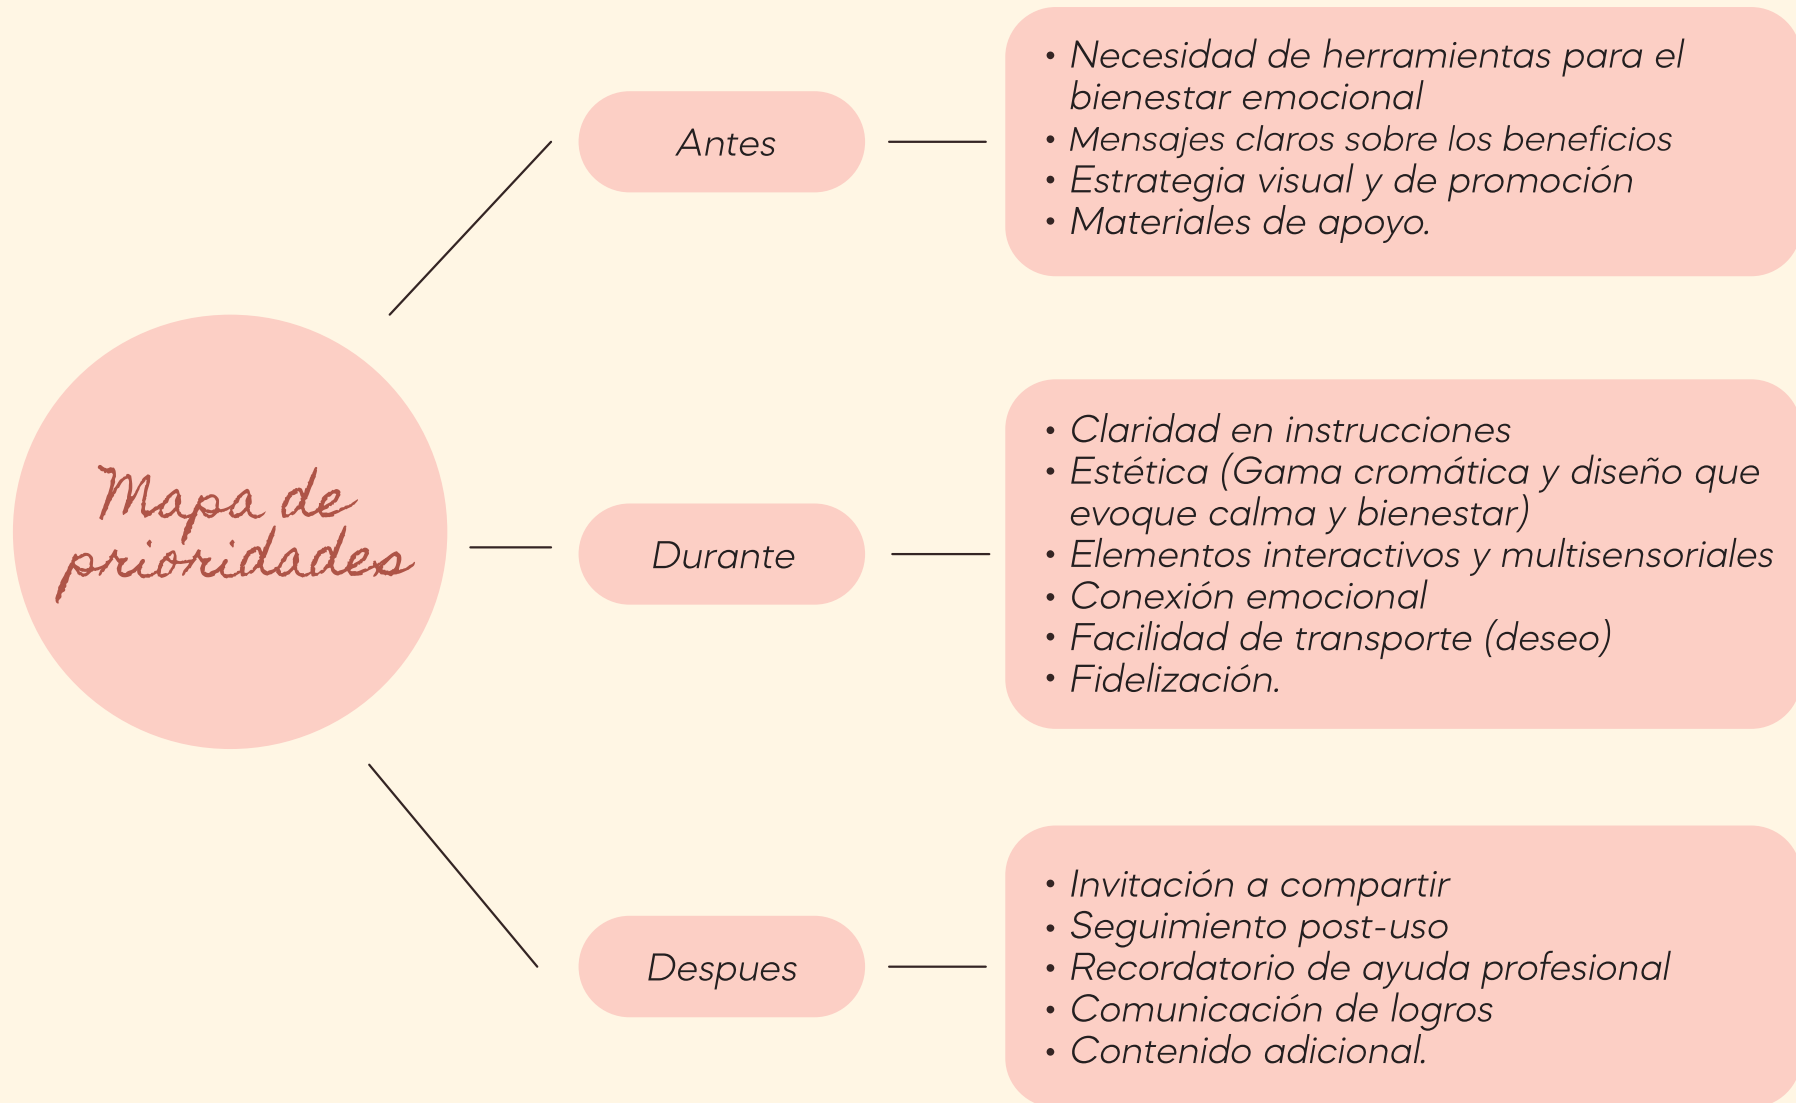 Mapa de
prioridades
Antes
• Necesidad de herramientas para el
bienestar emocional
• Mensajes claros sobre los beneficios
• Estrategia visual y de promoción
• Materiales de apoyo.
Durante
• Claridad en instrucciones
• Estética (Gama cromática y diseño que
evoque calma y bienestar)
• Elementos interactivos y multisensoriales
• Conexión emocional
• Facilidad de transporte (deseo)
• Fidelización.
Despues
• Invitación a compartir
• Seguimiento post-uso
• Recordatorio de ayuda profesional
• Comunicación de logros
• Contenido adicional.